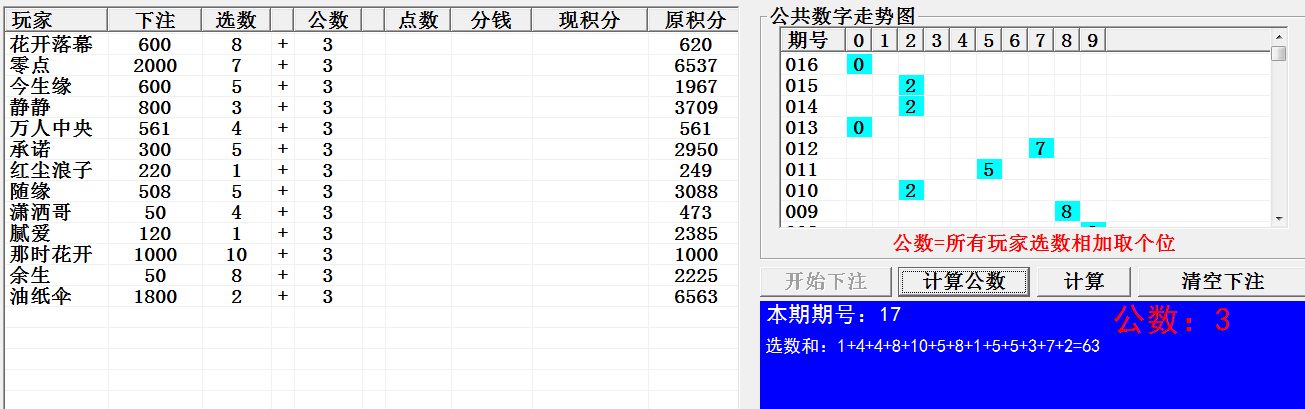 玩家 下注 选数 公数 点数 分钱 现积分 原积分
花开落幕 600 8 + 3 620
零点 2000 7 + 3 6537
今生缘 600 5 + 3 1967
静静 800 3 + 3 3709
万人中央 561 4 + 3 561
承诺 300 5 + 3 2950
红尘浪子 220 1 + 3 249
随缘 508 5 + 3 3088
潇洒哥 50 4 + 3 473
腻爱 120 1 + 3 2385
那时花开 1000 10 + 3 1000
余生 50 8 + 3 2225
油纸伞 1800 2 + 3 6563
公共数字走势图
期号 0 1 2 3 4 5 6 7 8 9
016 0
015 2
014 2
013 0
012 7
011 5
010 2
009 8
公数=所有玩家选数相加取个位
开始下注 计算公数 计算 清空下注
本期期号：17 公数：3
选数和：1+4+4+8+10+5+8+1+5+5+3+7+2=63